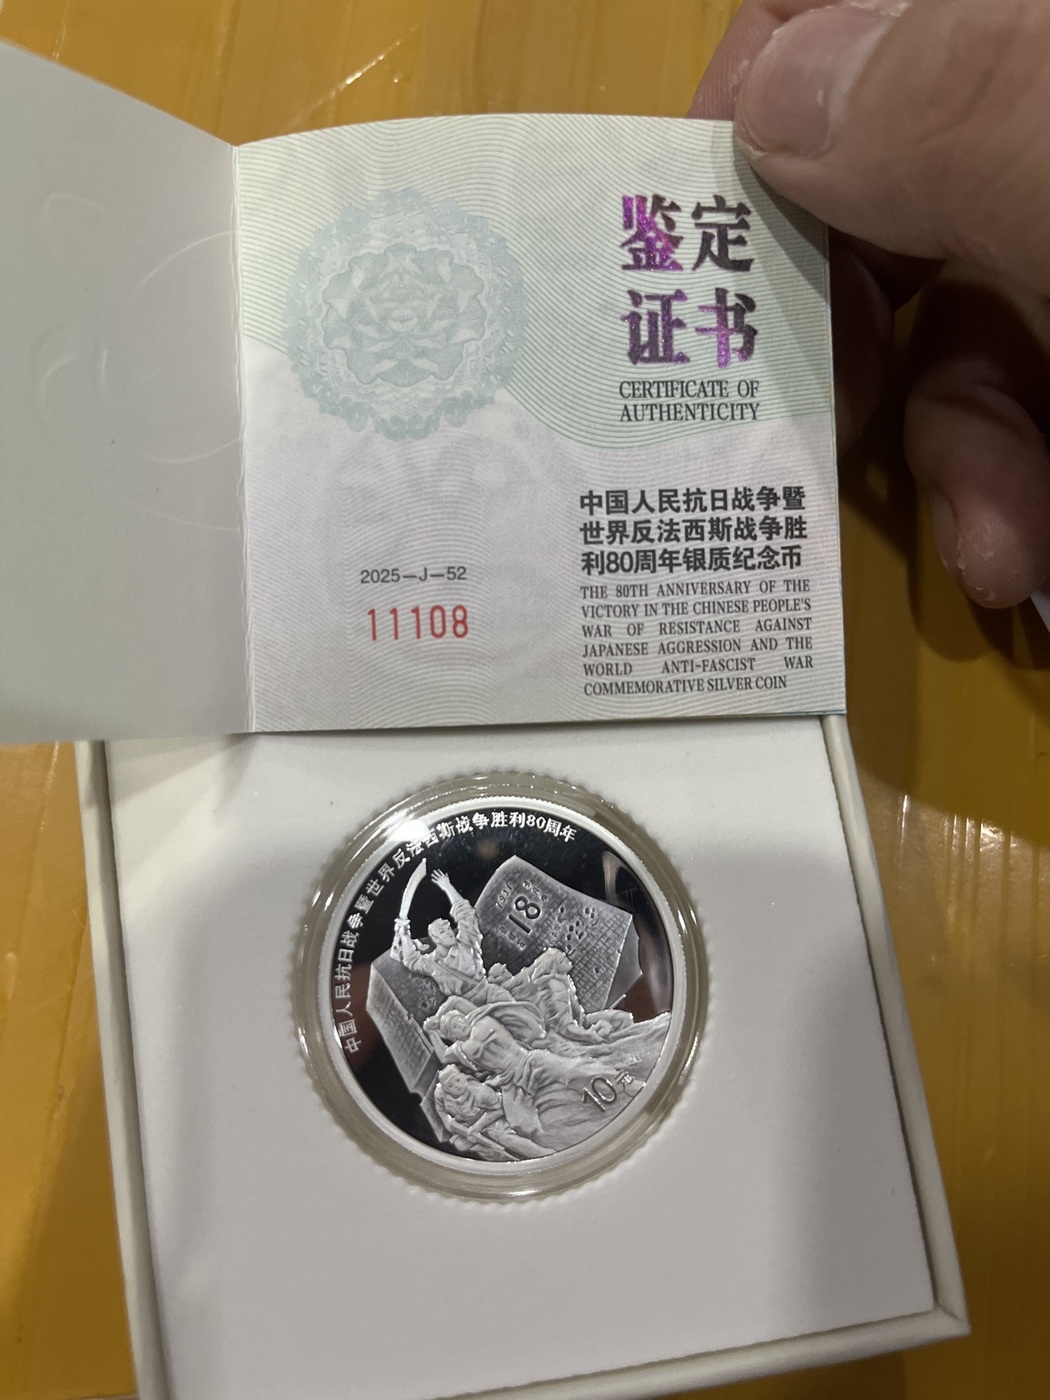 鉴定
证书
CERTIFICATE OF
AUTHENTICITY
中国人民抗日战争暨
世界反法西斯战争胜
利80周年银质纪念币
THE 80TH ANNIVERSARY OF THE
VICTORY IN THE CHINESE PEOPLE'S
WAR OF RESISTANCE AGAINST
JAPANESE AGGRESSION AND THE
WORLD ANTI-FASCIST WAR
COMMEMORATIVE SILVER COIN
2025-J-52
11108
中国人民抗日战争暨世界反法西斯战争胜利80周年
18
10元